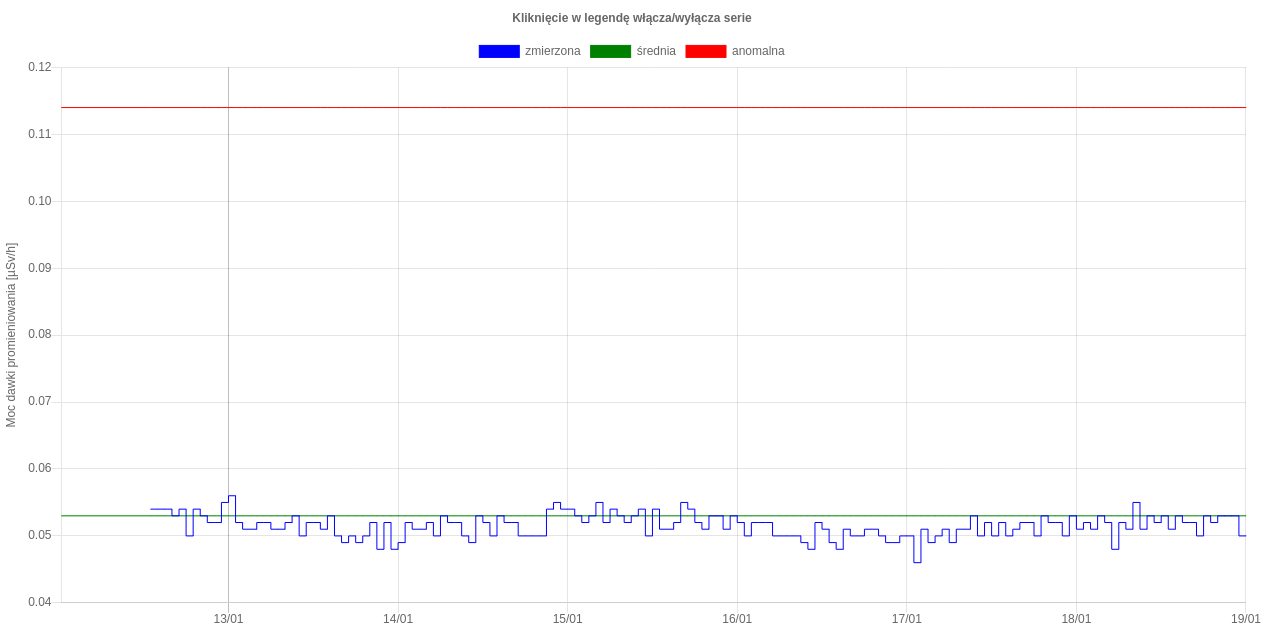 Kliknięcie w legendę włącza/wyłącza serie
zmierzona średnia anomalna
0.12
0.11
0.10
0.09
0.08
0.07
0.06
0.05
0.04
Moc dawki promieniowania [µSv/h]
13/01 14/01 15/01 16/01 17/01 18/01 19/01